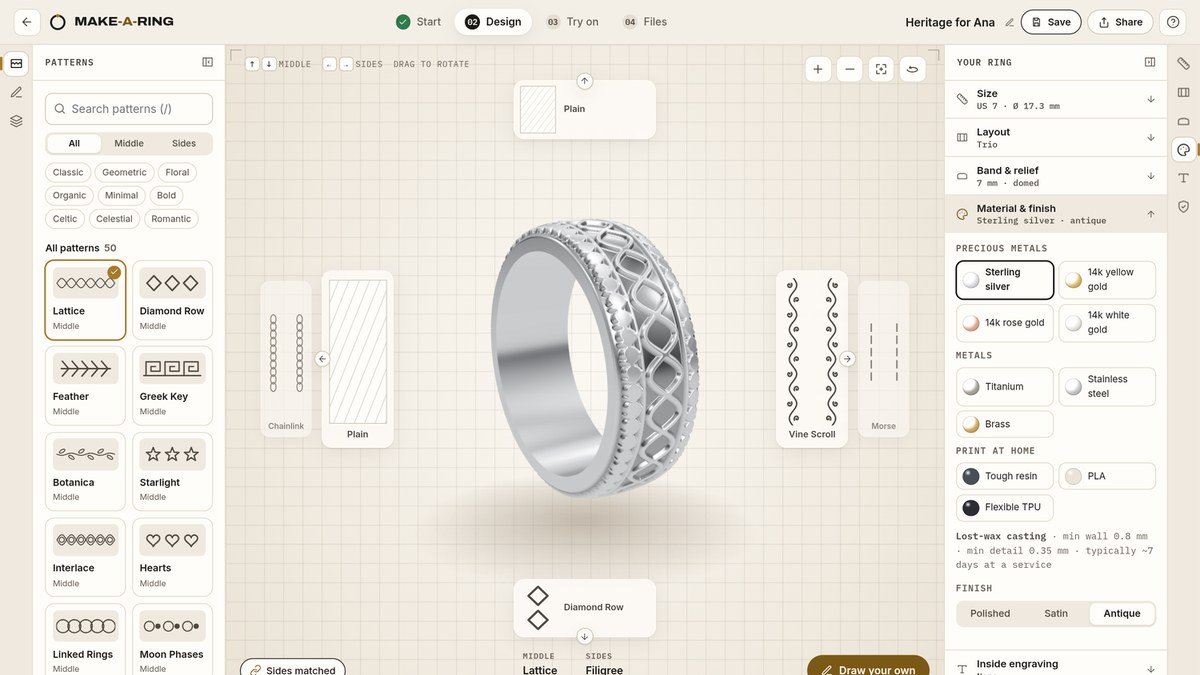 MAKE-A-RING
Start
02 Design
03 Try on
04 Files
Heritage for Ana
Save
Share
PATTERNS
Search patterns (/)
All
Middle
Sides
Classic
Geometric
Floral
Organic
Minimal
Bold
Celtic
Celestial
Romantic
All patterns 50
Lattice
Middle
Diamond Row
Middle
Feather
Middle
Greek Key
Middle
Botanica
Middle
Starlight
Middle
Interlace
Middle
Hearts
Middle
Linked Rings
Middle
Moon Phases
Middle
↑ ↓ MIDDLE ← → SIDES DRAG TO ROTATE
Plain
Chainlink
Plain
Vine Scroll
Morse
Diamond Row
Sides matched
MIDDLE
Lattice
SIDES
Filigree
Draw your own
YOUR RING
Size
US 7 · Ø 17.3 mm
Layout
Trio
Band & relief
7 mm · domed
Material & finish
Sterling silver · antique
PRECIOUS METALS
Sterling
silver
14k yellow
gold
14k rose gold
14k white
gold
METALS
Titanium
Stainless
steel
Brass
PRINT AT HOME
Tough resin
PLA
Flexible TPU
Lost-wax casting · min wall 0.8 mm
· min detail 0.35 mm · typically ~7
days at a service
FINISH
Polished
Satin
Antique
Inside engraving